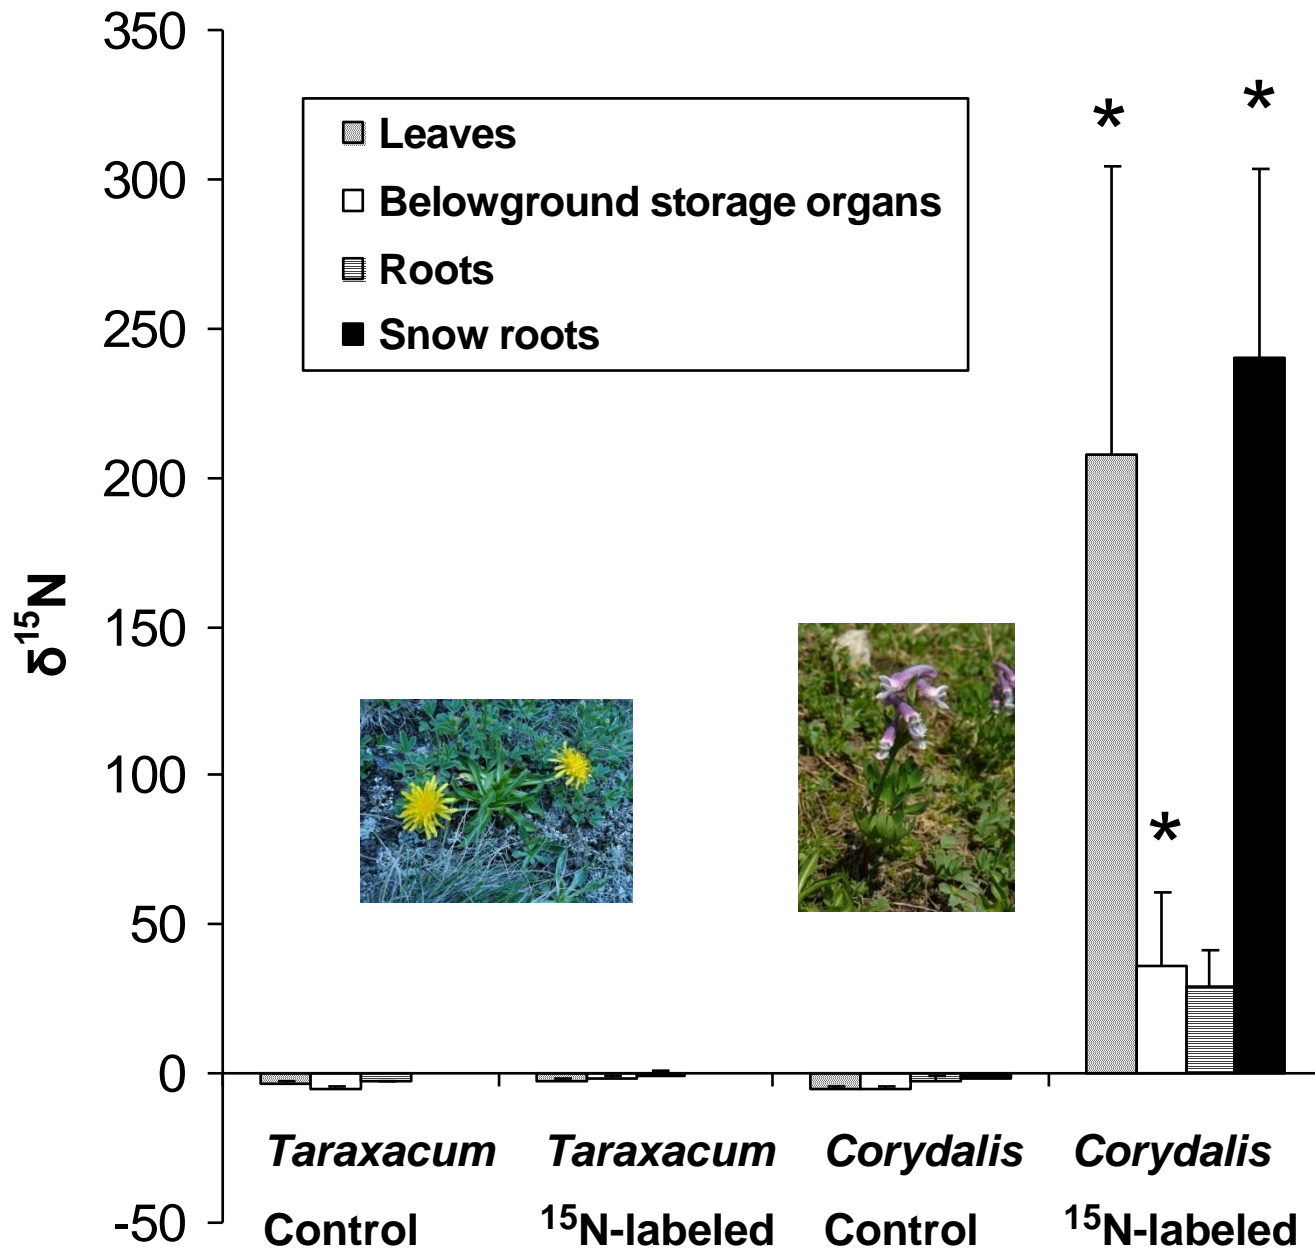 350
300
250
200
150
100
50
0
-50
δ¹⁵N
Leaves
Belowground storage organs
Roots
Snow roots
*
*
*
Taraxacum Taraxacum Corydalis Corydalis
Control ¹⁵N-labeled Control ¹⁵N-labeled